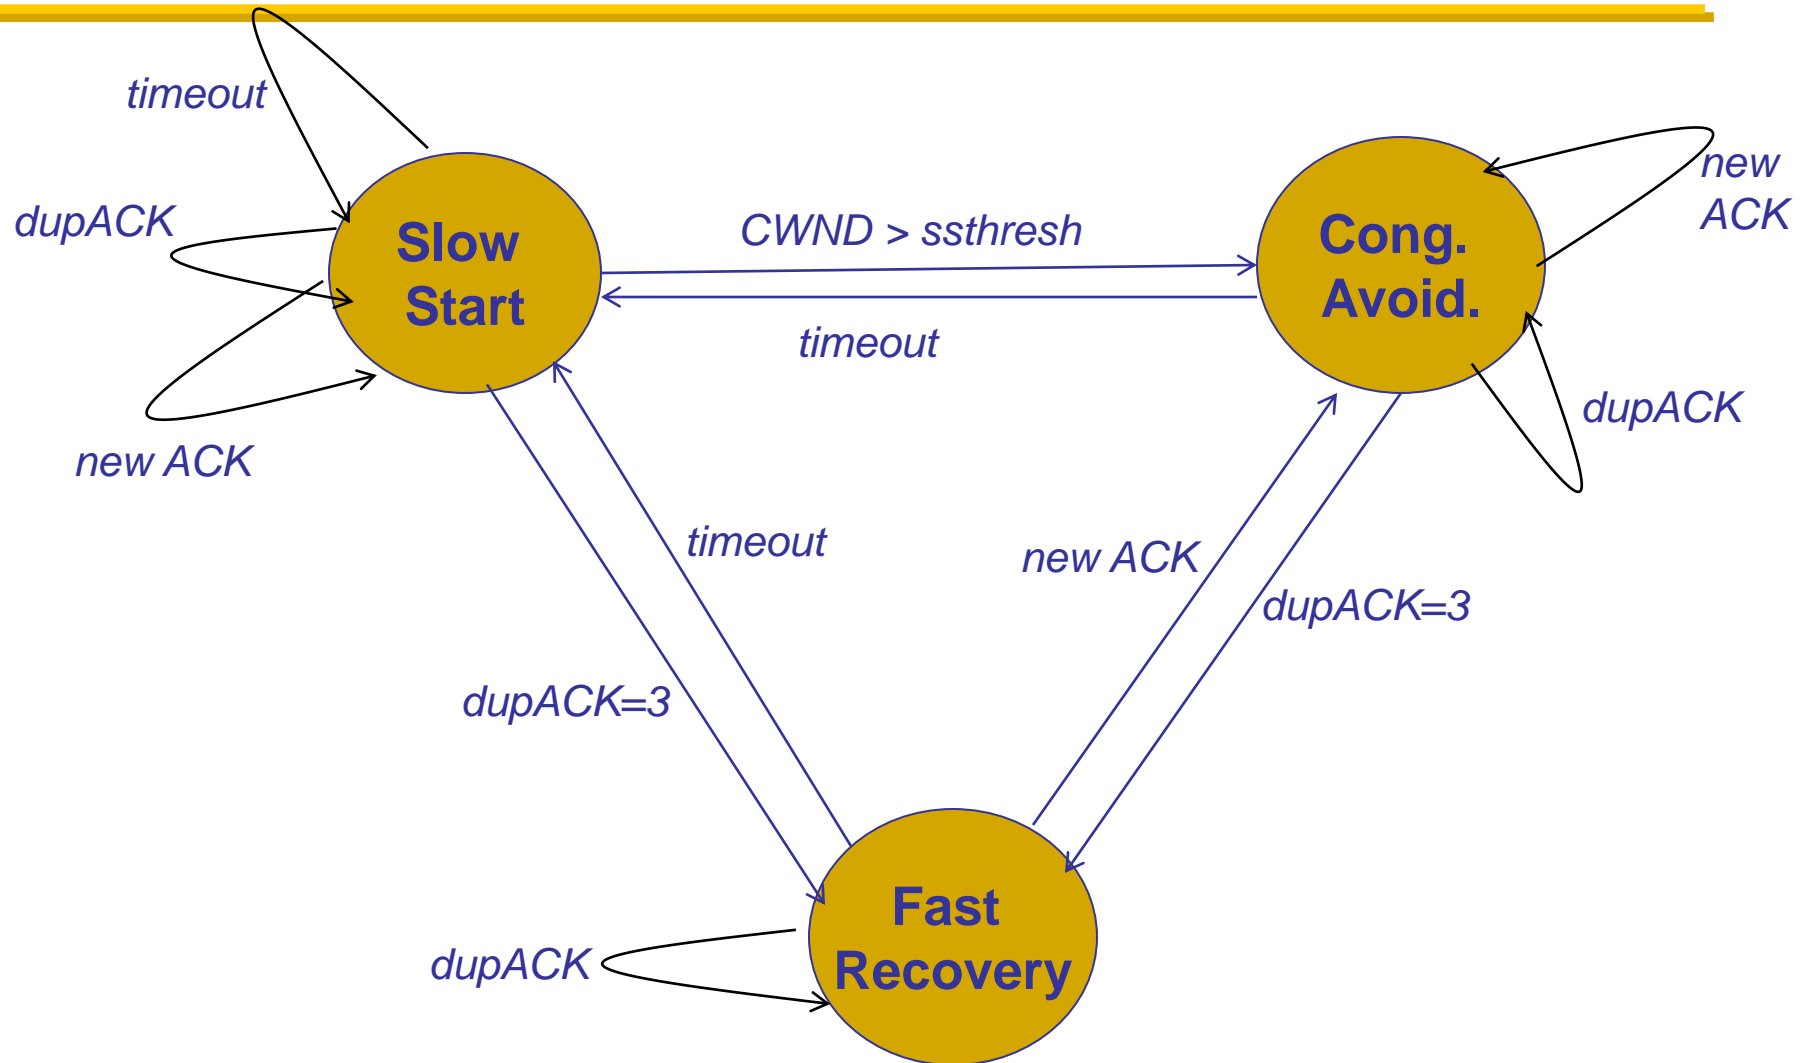 timeout
dupACK
Slow
Start
new ACK
CWND > ssthresh
timeout
Cong.
Avoid.
new
ACK
dupACK
timeout
new ACK
dupACK=3
dupACK=3
Fast
Recovery
dupACK